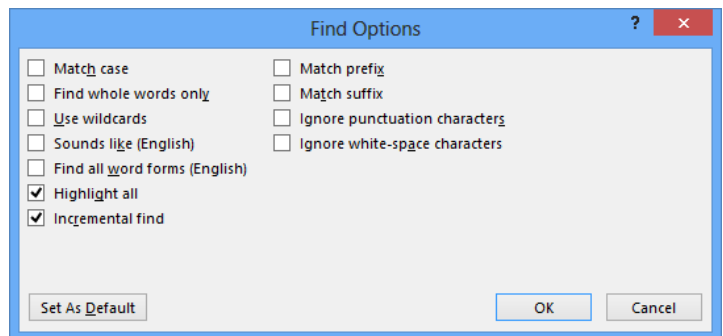 Find Options
?
Match case
Find whole words only
Use wildcards
Sounds like (English)
Find all word forms (English)
Highlight all
Incremental find
Match prefix
Match suffix
Ignore punctuation characters
Ignore white-space characters
Set As Default
OK
Cancel